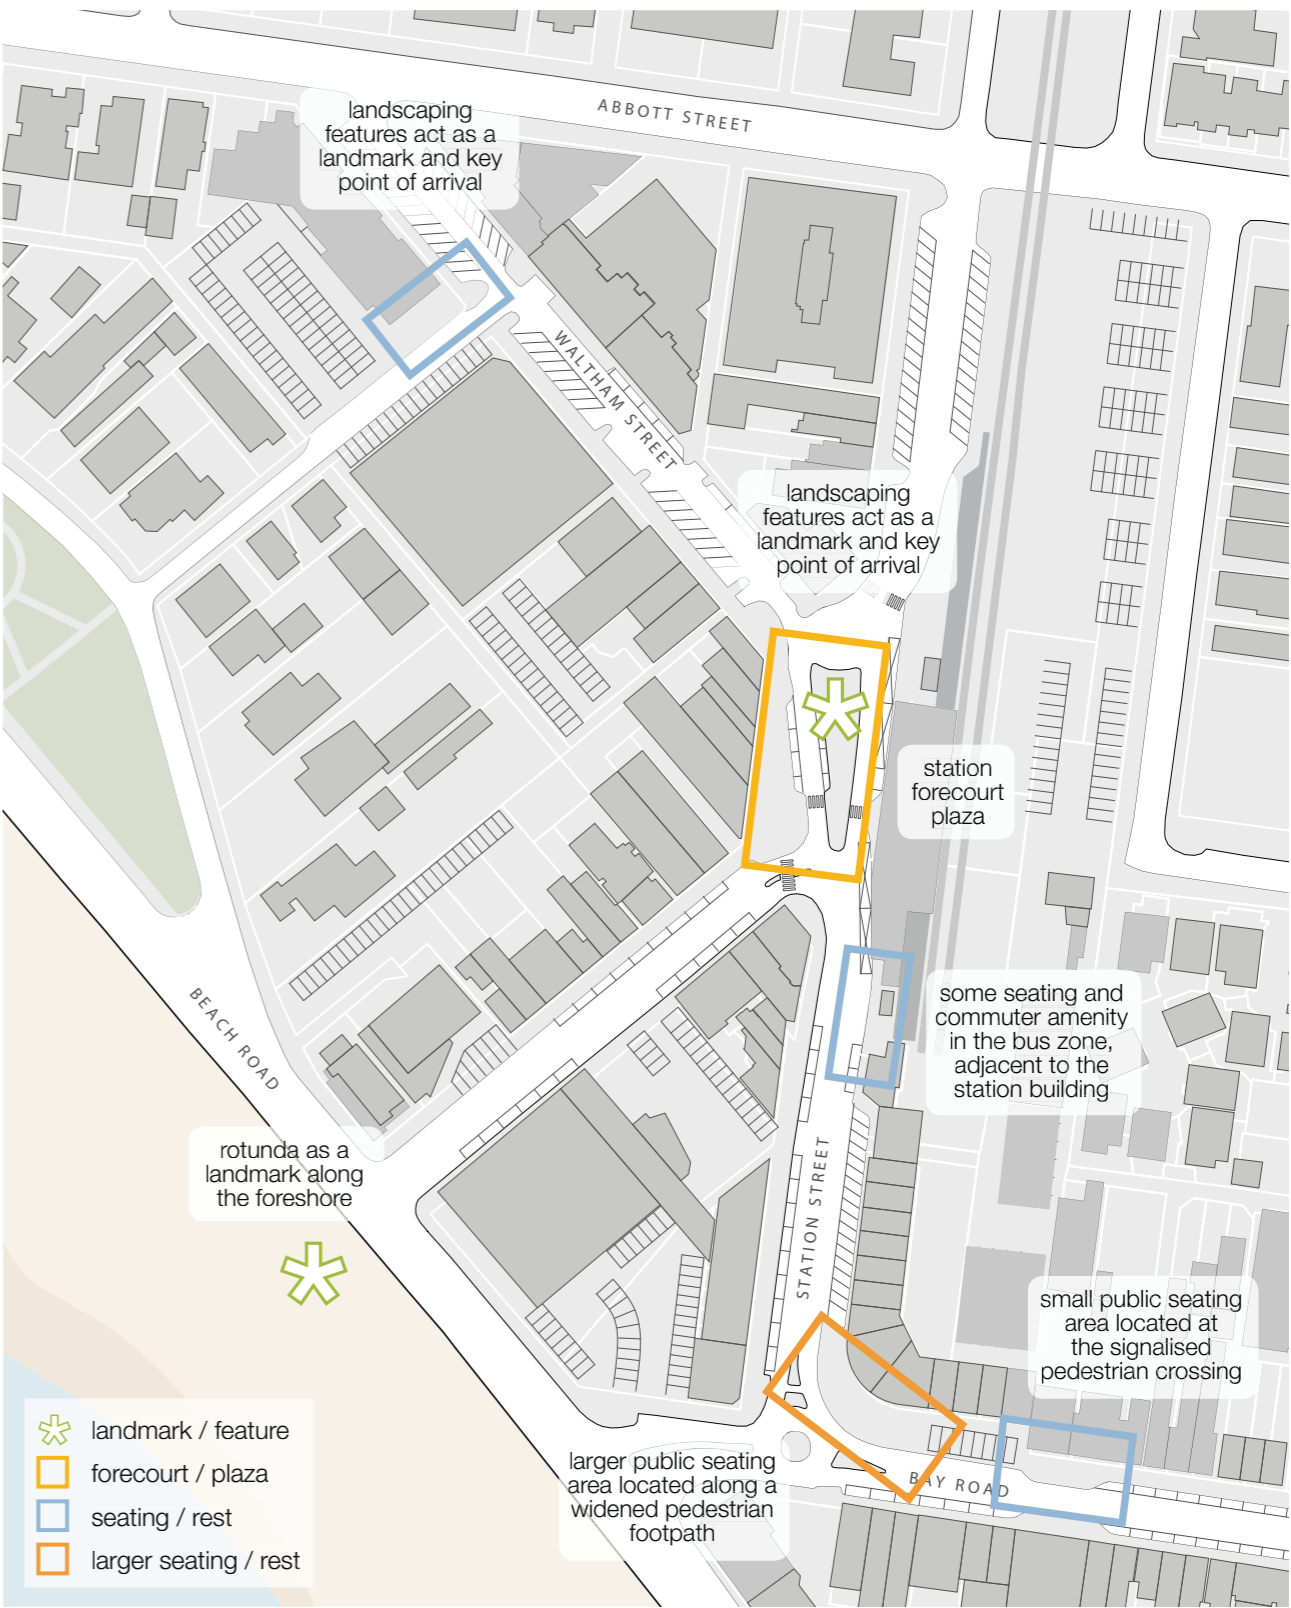 ABBOTT STREET
landscaping
features act as a
landmark and key
point of arrival
WALTHAM STREET
landscaping
features act as a
landmark and key
point of arrival
station
forecourt
plaza
some seating and
commuter amenity
in the bus zone,
adjacent to the
station building
BEACH ROAD
rotunda as a
landmark along
the foreshore
STATION STREET
small public seating
area located at
the signalised
pedestrian crossing
larger public seating
area located along a
widened pedestrian
footpath
BAY ROAD
landmark / feature
forecourt / plaza
seating / rest
larger seating / rest